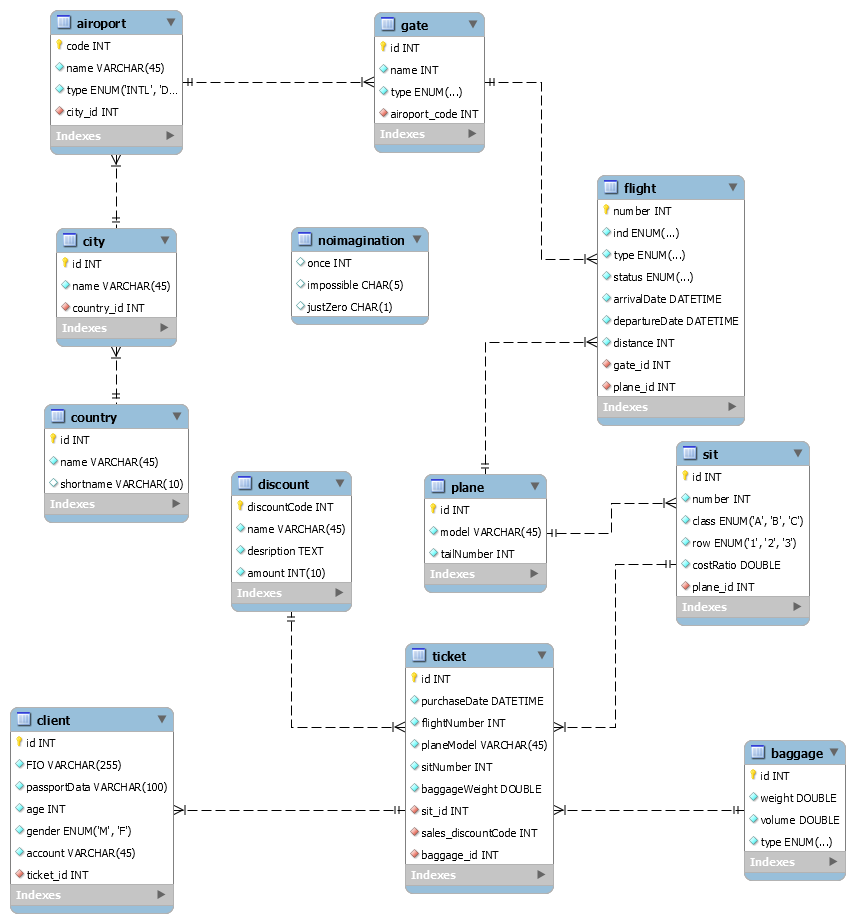 airoport
code INT
name VARCHAR(45)
type ENUM('INTL', 'D...
city_id INT
Indexes
gate
id INT
name INT
type ENUM(...)
airoport_code INT
Indexes
flight
number INT
ind ENUM(...)
type ENUM(...)
status ENUM(...)
arrivalDate DATETIME
departureDate DATETIME
distance INT
gate_id INT
plane_id INT
Indexes
city
id INT
name VARCHAR(45)
country_id INT
Indexes
noimagination
once INT
impossible CHAR(5)
justZero CHAR(1)
country
id INT
name VARCHAR(45)
shortname VARCHAR(10)
Indexes
discount
discountCode INT
name VARCHAR(45)
desription TEXT
amount INT(10)
Indexes
plane
id INT
model VARCHAR(45)
tailNumber INT
Indexes
sit
id INT
number INT
class ENUM('A', 'B', 'C')
row ENUM('1', '2', '3')
costRatio DOUBLE
plane_id INT
Indexes
ticket
id INT
purchaseDate DATETIME
flightNumber INT
planeModel VARCHAR(45)
sitNumber INT
baggageWeight DOUBLE
sit_id INT
sales_discountCode INT
baggage_id INT
Indexes
client
id INT
FIO VARCHAR(255)
passportData VARCHAR(100)
age INT
gender ENUM('M', 'F')
account VARCHAR(45)
ticket_id INT
Indexes
baggage
id INT
weight DOUBLE
volume DOUBLE
type ENUM(...)
Indexes